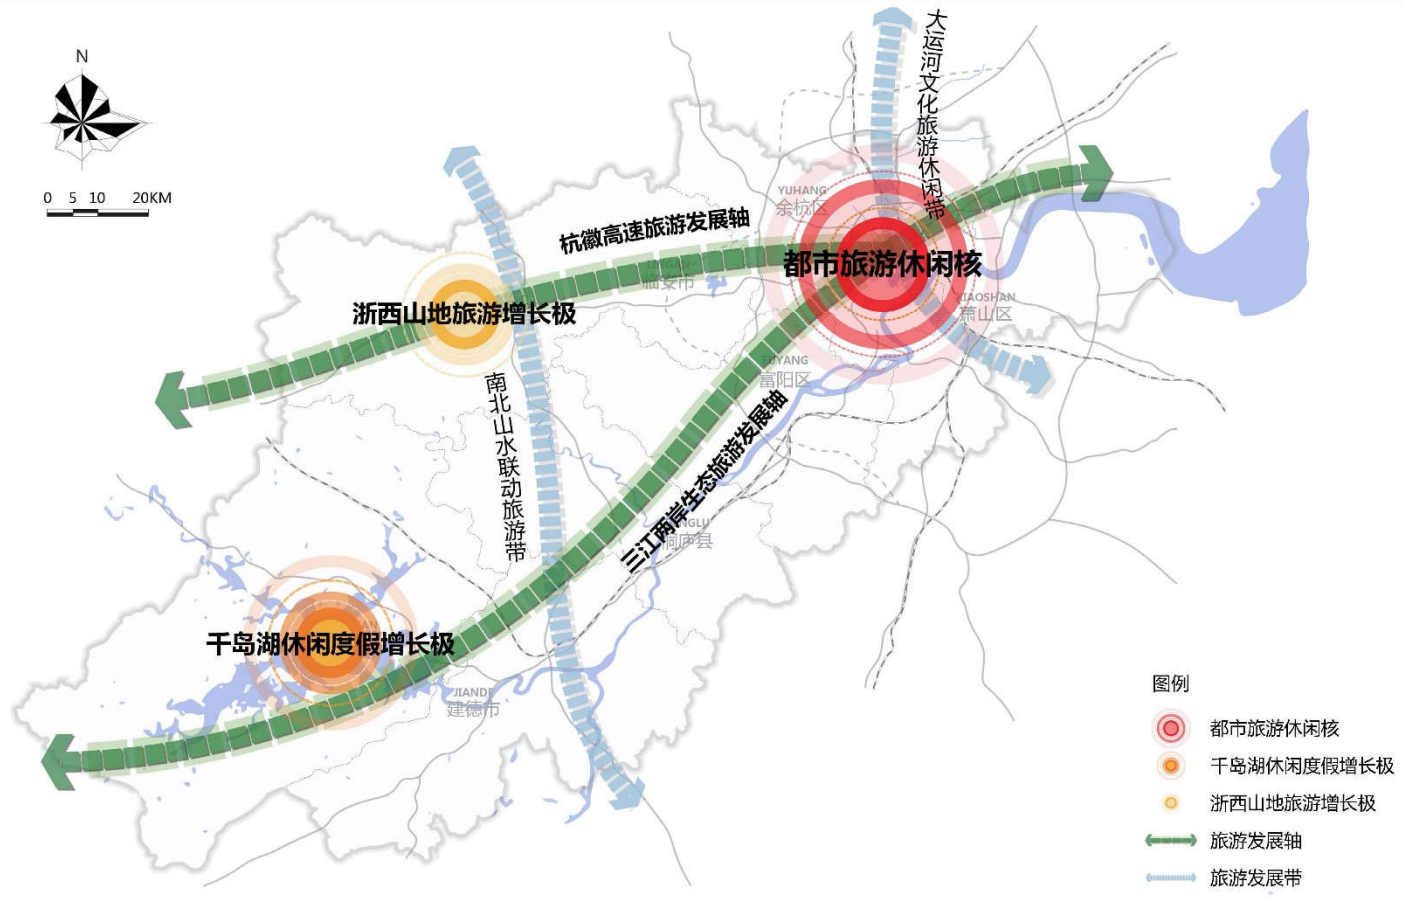 N
0 5 10 20KM
大运河文化旅游休闲带
YUHANG
余杭区
杭徽高速旅游发展轴
都市旅游休闲核
临安市
XIAOSHAN
萧山区
浙西山地旅游增长极
FUYANG
富阳区
南北山水联动旅游带
三江两岸生态旅游发展轴
桐庐县
千岛湖休闲度假增长极
JIANDE
建德市
图例
都市旅游休闲核
千岛湖休闲度假增长极
浙西山地旅游增长极
旅游发展轴
旅游发展带